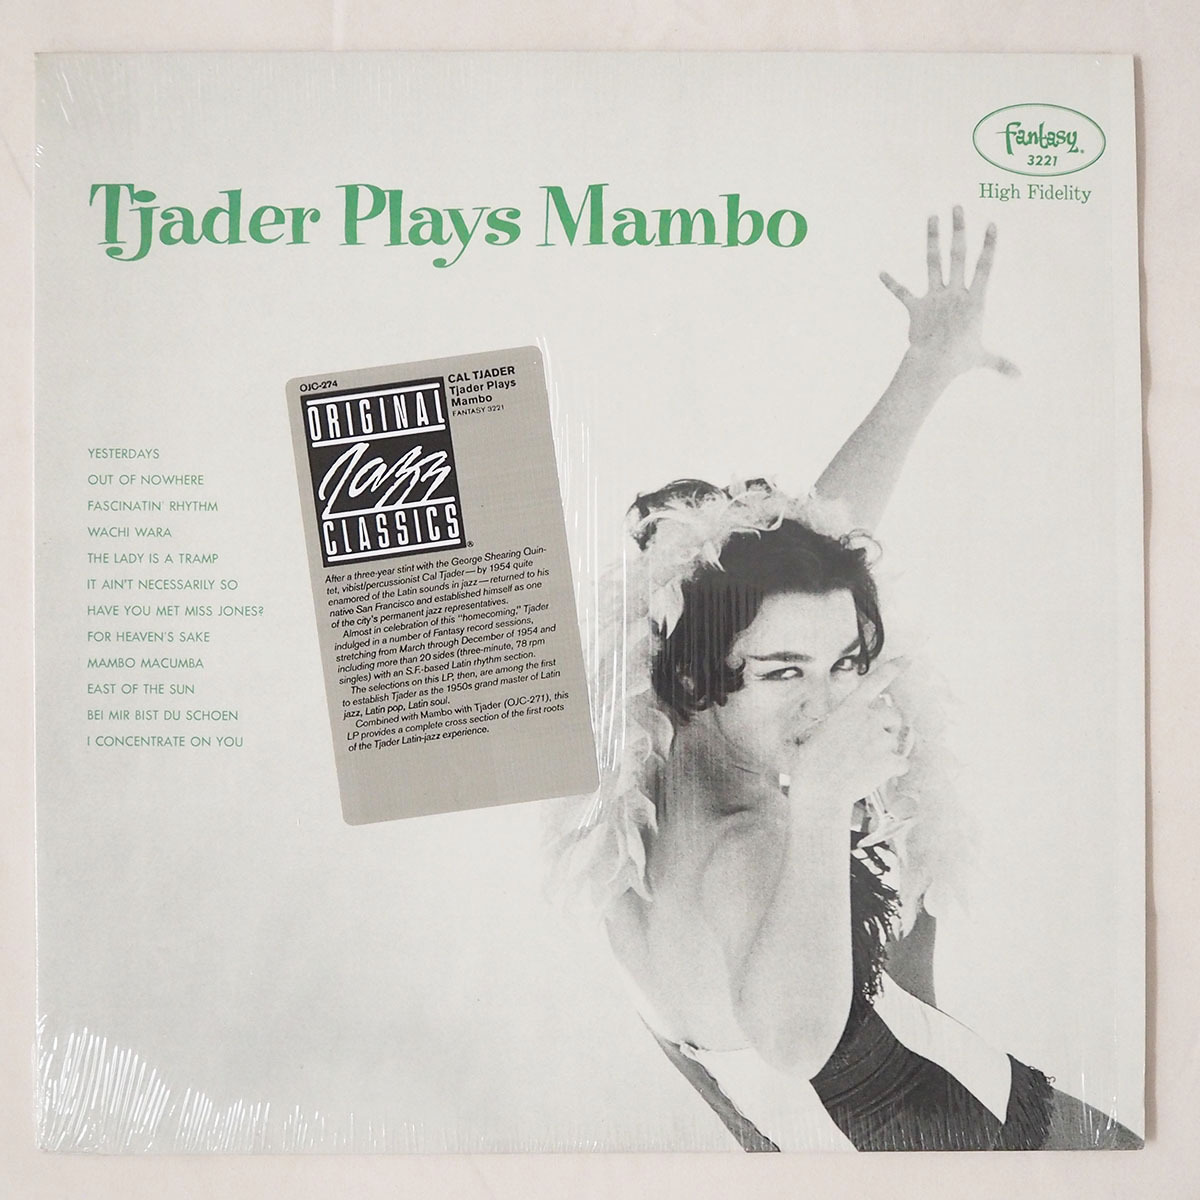 fantasy®
3221
High Fidelity
Tjader Plays Mambo
YESTERDAYS
OUT OF NOWHERE
FASCINATIN' RHYTHM
WACHI WARA
THE LADY IS A TRAMP
IT AIN'T NECESSARILY SO
HAVE YOU MET MISS JONES?
FOR HEAVEN'S SAKE
MAMBO MACUMBA
EAST OF THE SUN
BEI MIR BIST DU SCHOEN
I CONCENTRATE ON YOU
OJC-274
ORIGINAL
Jazz
CLASSICS®
CAL TJADER
Tjader Plays
Mambo
FANTASY 3221
After a three-year stint with the George Shearing Quin-
tet, vibist/percussionist Cal Tjader—by 1954 quite
enamored of the Latin sounds in jazz—returned to his
native San Francisco and established himself as one
of the city's permanent jazz representatives.
Almost in celebration of this "homecoming," Tjader
indulged in a number of Fantasy record sessions,
stretching from March through December of 1954 and
including more than 20 sides (three-minute, 78 rpm
singles) with an S.F.-based Latin rhythm section.
The selections on this LP, then, are among the first
to establish Tjader as the 1950s grand master of Latin
jazz, Latin pop, Latin soul.
Combined with Mambo with Tjader (OJC-271), this
LP provides a complete cross section of the first roots
of the Tjader Latin-jazz experience.